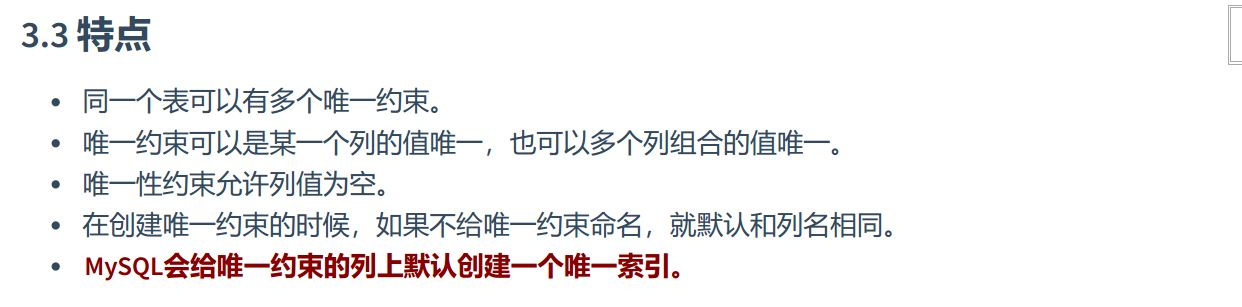 3.3 特点
同一个表可以有多个唯一约束。
唯一约束可以是某一个列的值唯一，也可以多个列组合的值唯一。
唯一性约束允许列值为空。
在创建唯一约束的时候，如果不给唯一约束命名，就默认和列名相同。
MySQL会给唯一约束的列上默认创建一个唯一索引。